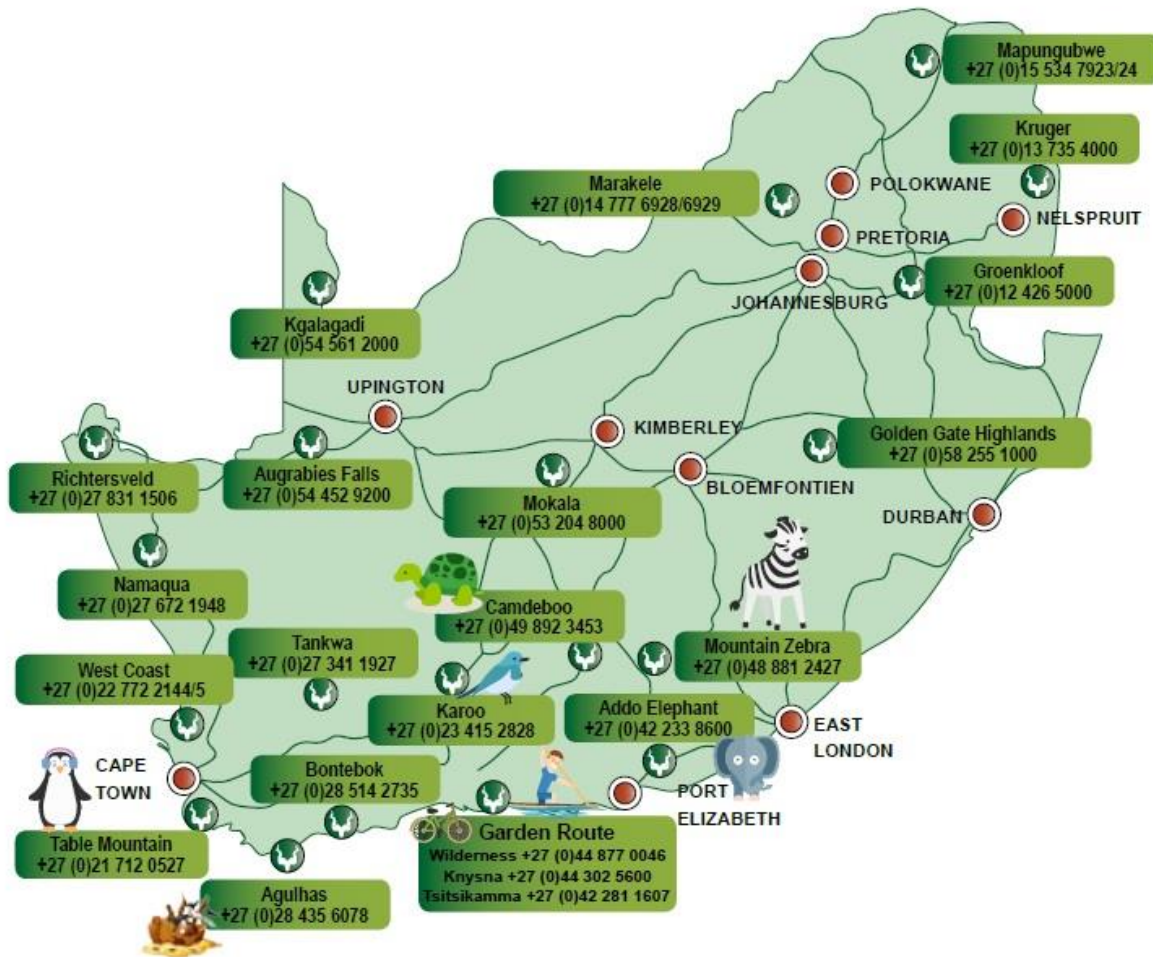 Mapungubwe
+27 (0)15 534 7923/24
Kruger
+27 (0)13 735 4000
Marakele
+27 (0)14 777 6928/6929
POLOKWANE
NELSPRUIT
PRETORIA
Groenkloof
+27 (0)12 426 5000
JOHANNESBURG
Kgalagadi
+27 (0)54 561 2000
UPINGTON
KIMBERLEY
Golden Gate Highlands
+27 (0)58 255 1000
Richtersveld
+27 (0)27 831 1506
Augrabies Falls
+27 (0)54 452 9200
Mokala
+27 (0)53 204 8000
BLOEMFONTIEN
DURBAN
Namaqua
+27 (0)27 672 1948
Camdeboo
+27 (0)49 892 3453
Tankwa
+27 (0)27 341 1927
Mountain Zebra
+27 (0)48 881 2427
West Coast
+27 (0)22 772 2144/5
Karoo
+27 (0)23 415 2828
Addo Elephant
+27 (0)42 233 8600
EAST
LONDON
CAPE
TOWN
Bontebok
+27 (0)28 514 2735
PORT
ELIZABETH
Table Mountain
+27 (0)21 712 0527
Garden Route
Wilderness +27 (0)44 877 0046
Knysna +27 (0)44 302 5600
Tsitsikamma +27 (0)42 281 1607
Agulhas
+27 (0)28 435 6078